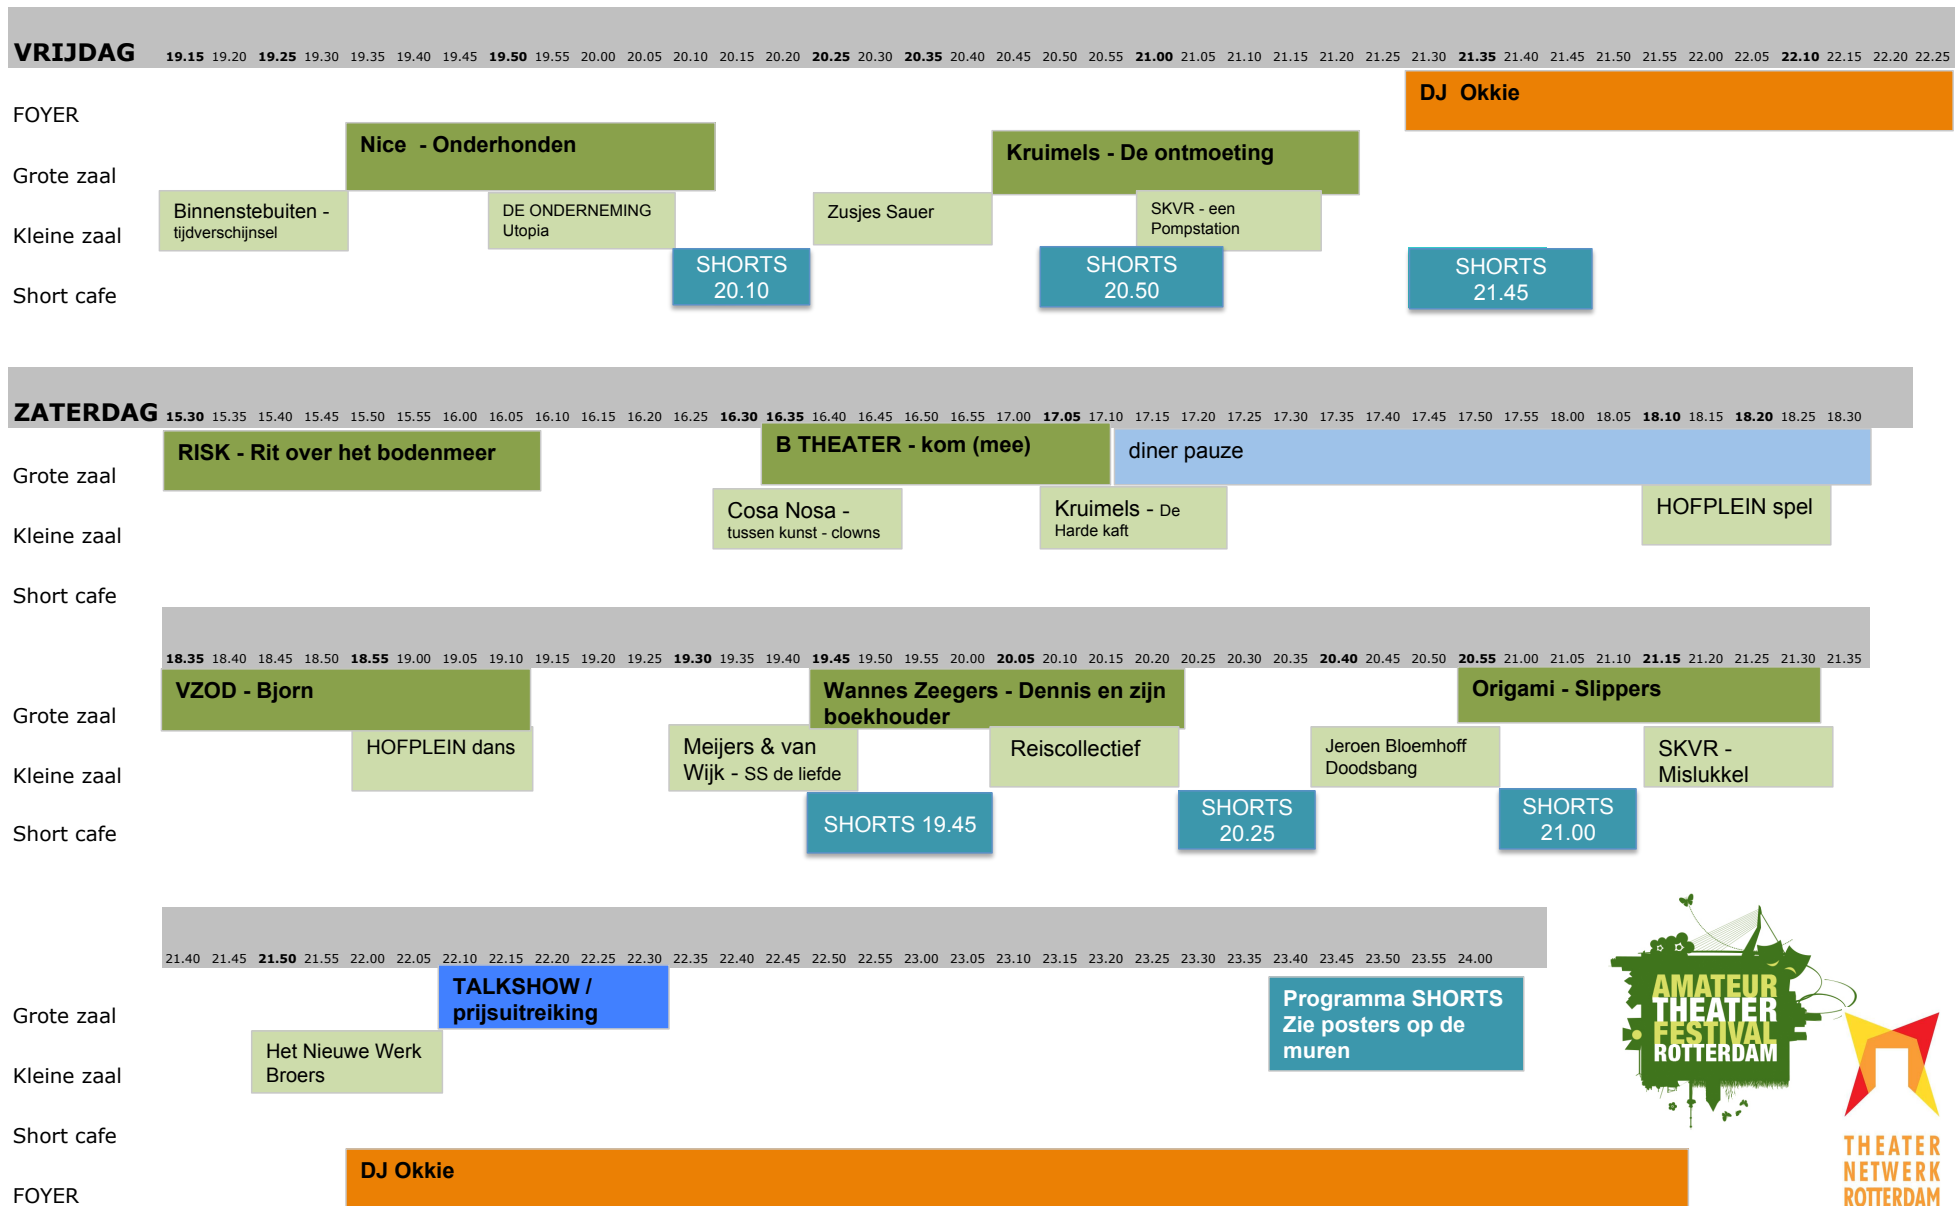 VRIJDAG 19.15 19.20 19.25 19.30 19.35 19.40 19.45 19.50 19.55 20.00 20.05 20.10 20.15 20.20 20.25 20.30 20.35 20.40 20.45 20.50 20.55 21.00 21.05 21.10 21.15 21.20 21.25 21.30 21.35 21.40 21.45 21.50 21.55 22.00 22.05 22.10 22.15 22.20 22.25
DJ Okkie
FOYER
Nice - Onderhonden
Kruimels - De ontmoeting
Grote zaal
Binnenstebuiten -
tijdverschijnsel
DE ONDERNEMING
Utopia
Zusjes Sauer
SKVR - een
Pompstation
Kleine zaal
SHORTS
20.10
SHORTS
20.50
SHORTS
21.45
Short cafe
ZATERDAG 15.30 15.35 15.40 15.45 15.50 15.55 16.00 16.05 16.10 16.15 16.20 16.25 16.30 16.35 16.40 16.45 16.50 16.55 17.00 17.05 17.10 17.15 17.20 17.25 17.30 17.35 17.40 17.45 17.50 17.55 18.00 18.05 18.10 18.15 18.20 18.25 18.30
RISK - Rit over het bodenmeer
B THEATER - kom (mee)
diner pauze
Grote zaal
Cosa Nosa -
tussen kunst - clowns
Kruimels - De
Harde kaft
HOFPLEIN spel
Kleine zaal
Short cafe
18.35 18.40 18.45 18.50 18.55 19.00 19.05 19.10 19.15 19.20 19.25 19.30 19.35 19.40 19.45 19.50 19.55 20.00 20.05 20.10 20.15 20.20 20.25 20.30 20.35 20.40 20.45 20.50 20.55 21.00 21.05 21.10 21.15 21.20 21.25 21.30 21.35
VZOD - Bjorn
Wannes Zeegers - Dennis en zijn
boekhouder
Origami - Slippers
Grote zaal
HOFPLEIN dans
Meijers & van
Wijk - SS de liefde
Reiscollectief
Jeroen Bloemhoff
Doodsbang
SKVR -
Mislukkel
Kleine zaal
SHORTS 19.45
SHORTS
20.25
SHORTS
21.00
Short cafe
21.40 21.45 21.50 21.55 22.00 22.05 22.10 22.15 22.20 22.25 22.30 22.35 22.40 22.45 22.50 22.55 23.00 23.05 23.10 23.15 23.20 23.25 23.30 23.35 23.40 23.45 23.50 23.55 24.00
TALKSHOW /
prijsuitreiking
Programma SHORTS
Zie posters op de
muren
Grote zaal
Het Nieuwe Werk
Broers
Kleine zaal
Short cafe
DJ Okkie
FOYER
AMATEUR
THEATER
FESTIVAL
ROTTERDAM
THEATER
NETWERK
ROTTERDAM